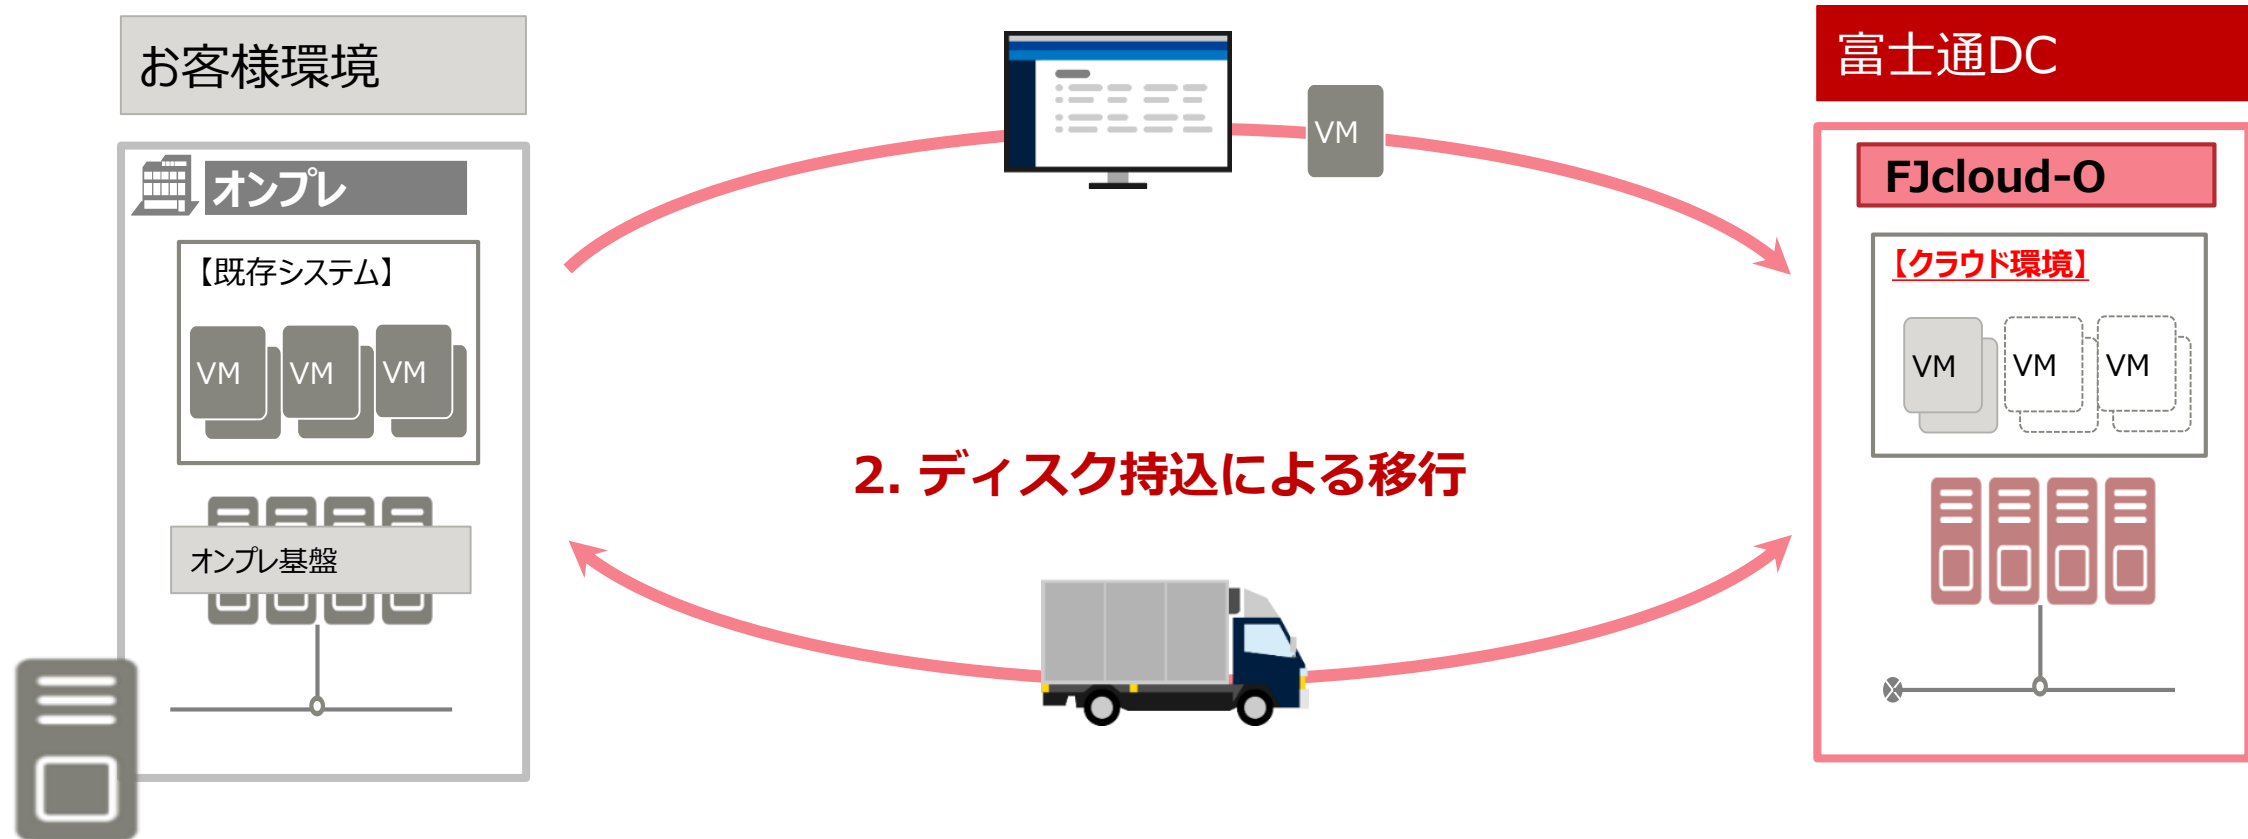 お客様環境
オンプレ
【既存システム】
VM
VM
VM
オンプレ基盤
VM
2. ディスク持込による移行
富士通DC
FJcloud-O
【クラウド環境】
VM
VM
VM